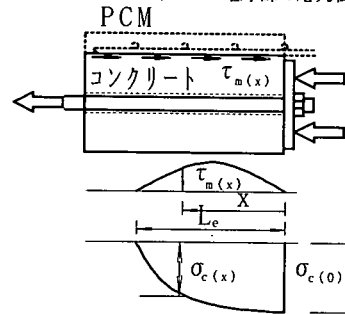 PCM
コンクリート τm(x)
τm(x)
X
Le
σc(x)
σc(0)